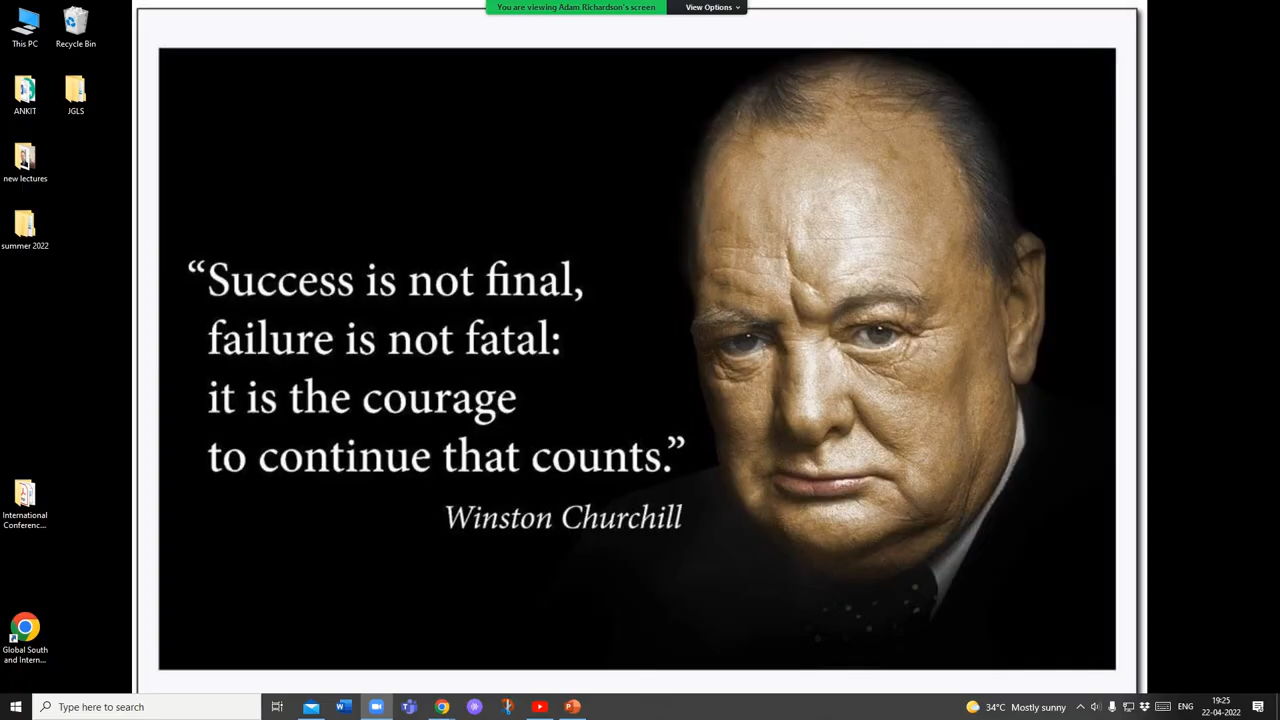 You are viewing Adam Richardson's screen
View Options
This PC
Recycle Bin
ANKIT
JGLS
new lectures
summer 2022
International
Conferenc...
Global South
and Intern...
“Success is not final,
failure is not fatal:
it is the courage
to continue that counts.”
Winston Churchill
Type here to search
34°C Mostly sunny
ENG
19:25
22-04-2022